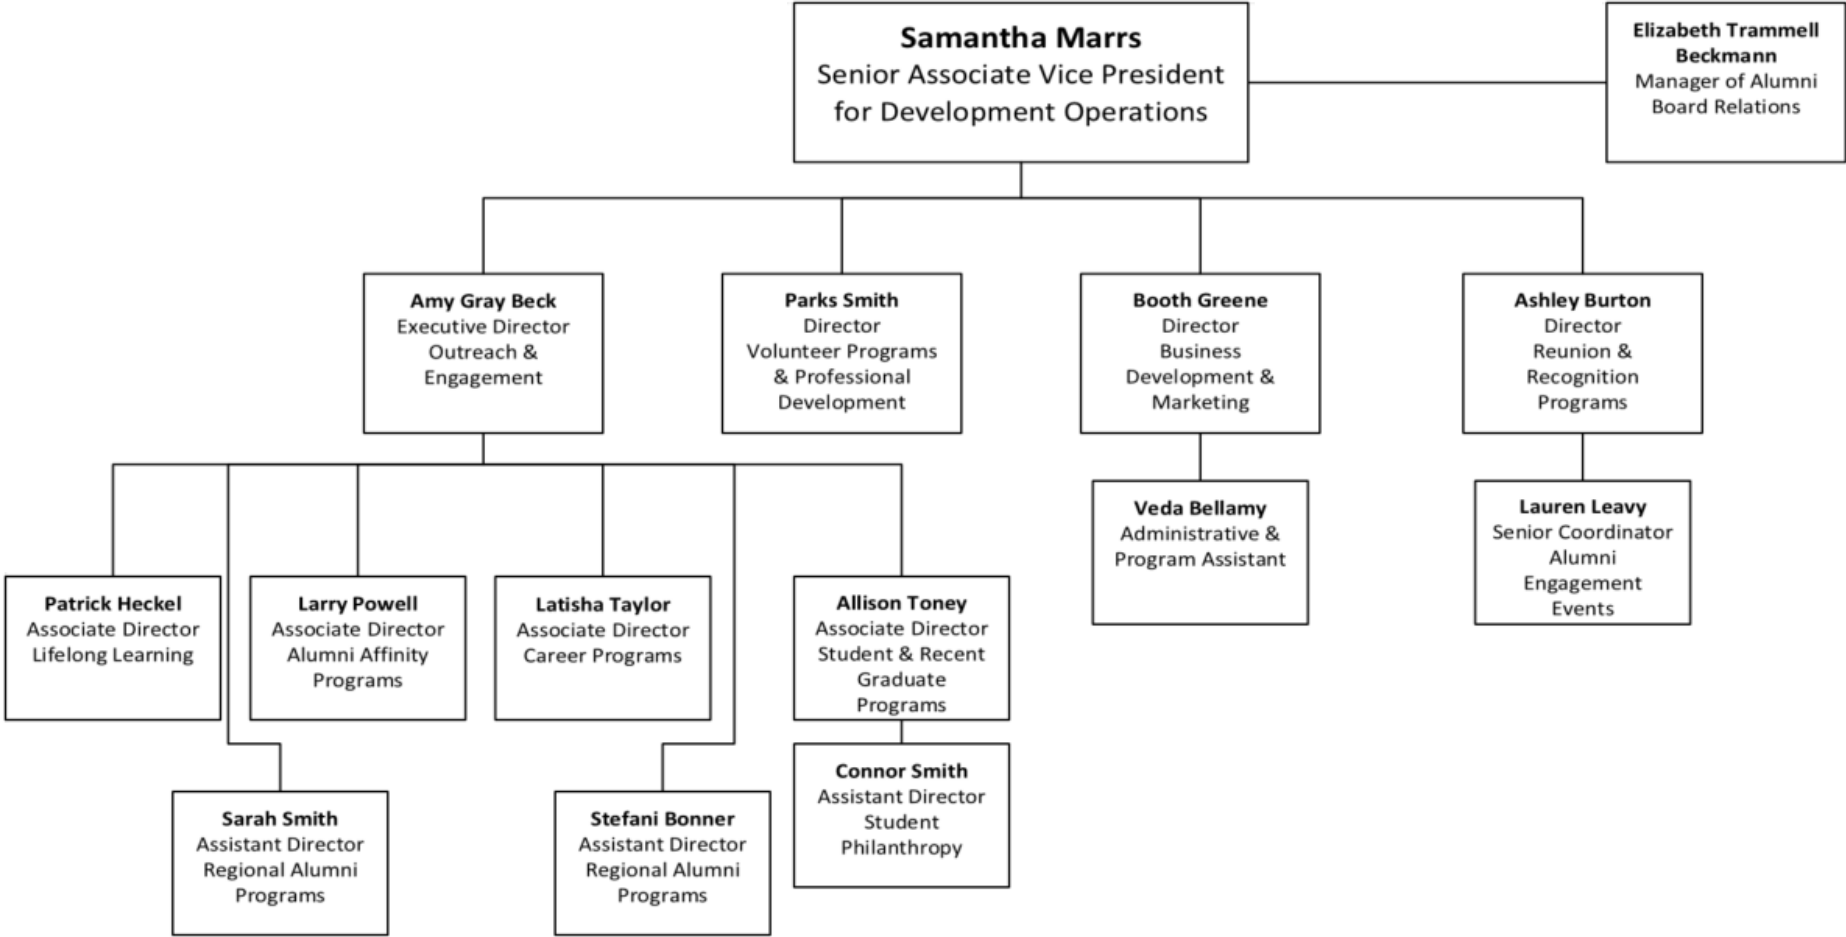 Samantha Marrs
Senior Associate Vice President
for Development Operations
Elizabeth Trammell
Beckmann
Manager of Alumni
Board Relations
Amy Gray Beck
Executive Director
Outreach &
Engagement
Parks Smith
Director
Volunteer Programs
& Professional
Development
Booth Greene
Director
Business
Development &
Marketing
Ashley Burton
Director
Reunion &
Recognition
Programs
Veda Bellamy
Administrative &
Program Assistant
Lauren Leavy
Senior Coordinator
Alumni
Engagement
Events
Patrick Heckel
Associate Director
Lifelong Learning
Larry Powell
Associate Director
Alumni Affinity
Programs
Latisha Taylor
Associate Director
Career Programs
Allison Toney
Associate Director
Student & Recent
Graduate
Programs
Connor Smith
Assistant Director
Student
Philanthropy
Sarah Smith
Assistant Director
Regional Alumni
Programs
Stefani Bonner
Assistant Director
Regional Alumni
Programs